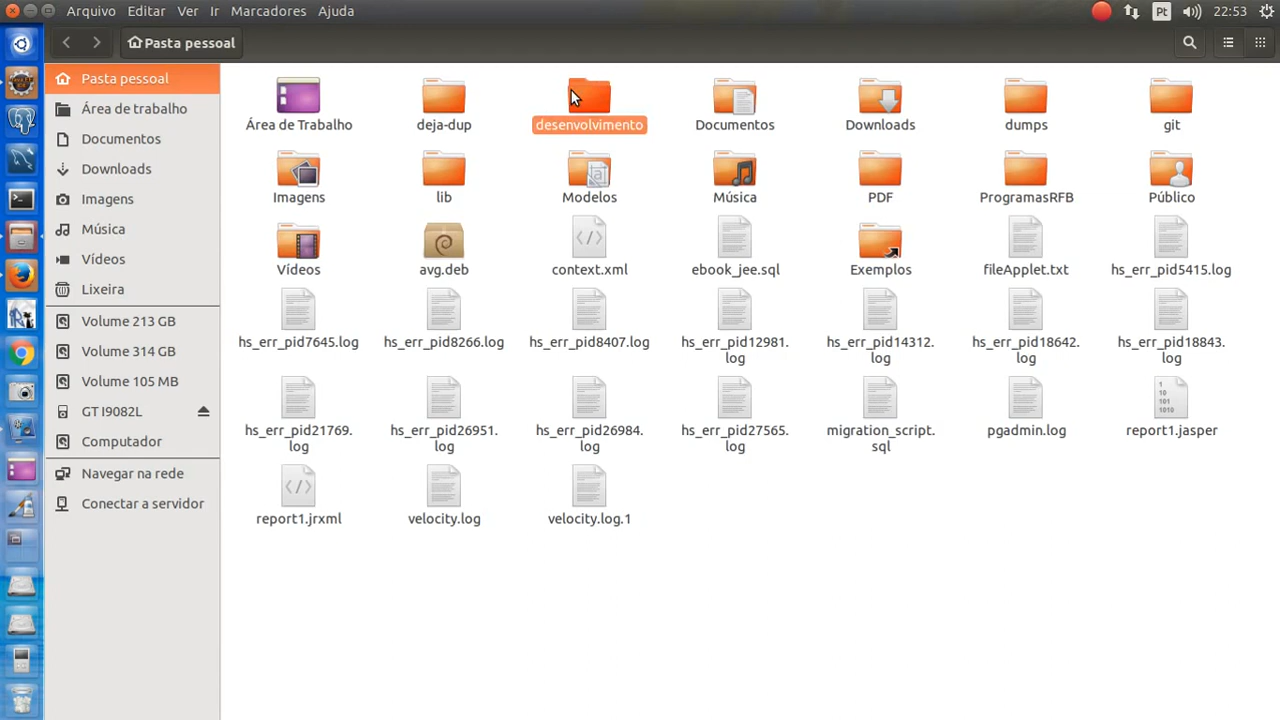 Arquivo Editar Ver Ir Marcadores Ajuda
Pt 22:53
Pasta pessoal
Pasta pessoal
Área de trabalho
Documentos
Downloads
Imagens
Música
Vídeos
Lixeira
Volume 213 GB
Volume 314 GB
Volume 105 MB
GT I9082L
Computador
Navegar na rede
Conectar a servidor
Área de Trabalho deja-dup desenvolvimento Documentos Downloads dumps git
Imagens lib Modelos Música PDF ProgramasRFB Público
Vídeos avg.deb context.xml ebook_jee.sql Exemplos fileApplet.txt hs_err_pid5415.log
hs_err_pid7645.log hs_err_pid8266.log hs_err_pid8407.log hs_err_pid12981.log hs_err_pid14312.log hs_err_pid18642.log hs_err_pid18843.log
1
10
101
1010
hs_err_pid21769.log hs_err_pid26951.log hs_err_pid26984.log hs_err_pid27565.log migration_script.sql pgadmin.log report1.jasper
report1.jrxml velocity.log velocity.log.1